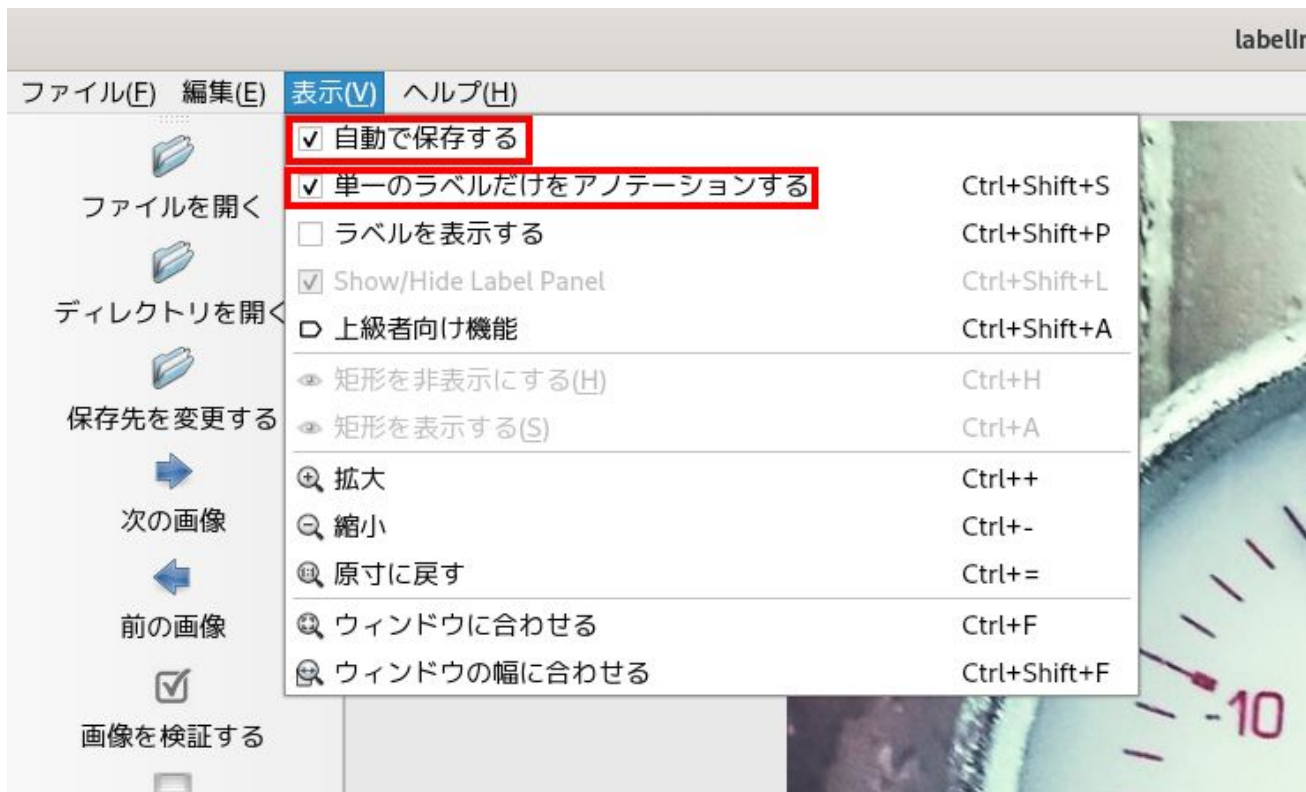 labelIm
ファイル(F) 編集(E) 表示(V) ヘルプ(H)
ファイルを開く
ディレクトリを開く
保存先を変更する
次の画像
前の画像
画像を検証する
自動で保存する
単一のラベルだけをアノテーションする Ctrl+Shift+S
ラベルを表示する Ctrl+Shift+P
Show/Hide Label Panel Ctrl+Shift+L
上級者向け機能 Ctrl+Shift+A
矩形を非表示にする(H) Ctrl+H
矩形を表示する(S) Ctrl+A
拡大 Ctrl++
縮小 Ctrl+-
原寸に戻す Ctrl+=
ウィンドウに合わせる Ctrl+F
ウィンドウの幅に合わせる Ctrl+Shift+F
-10